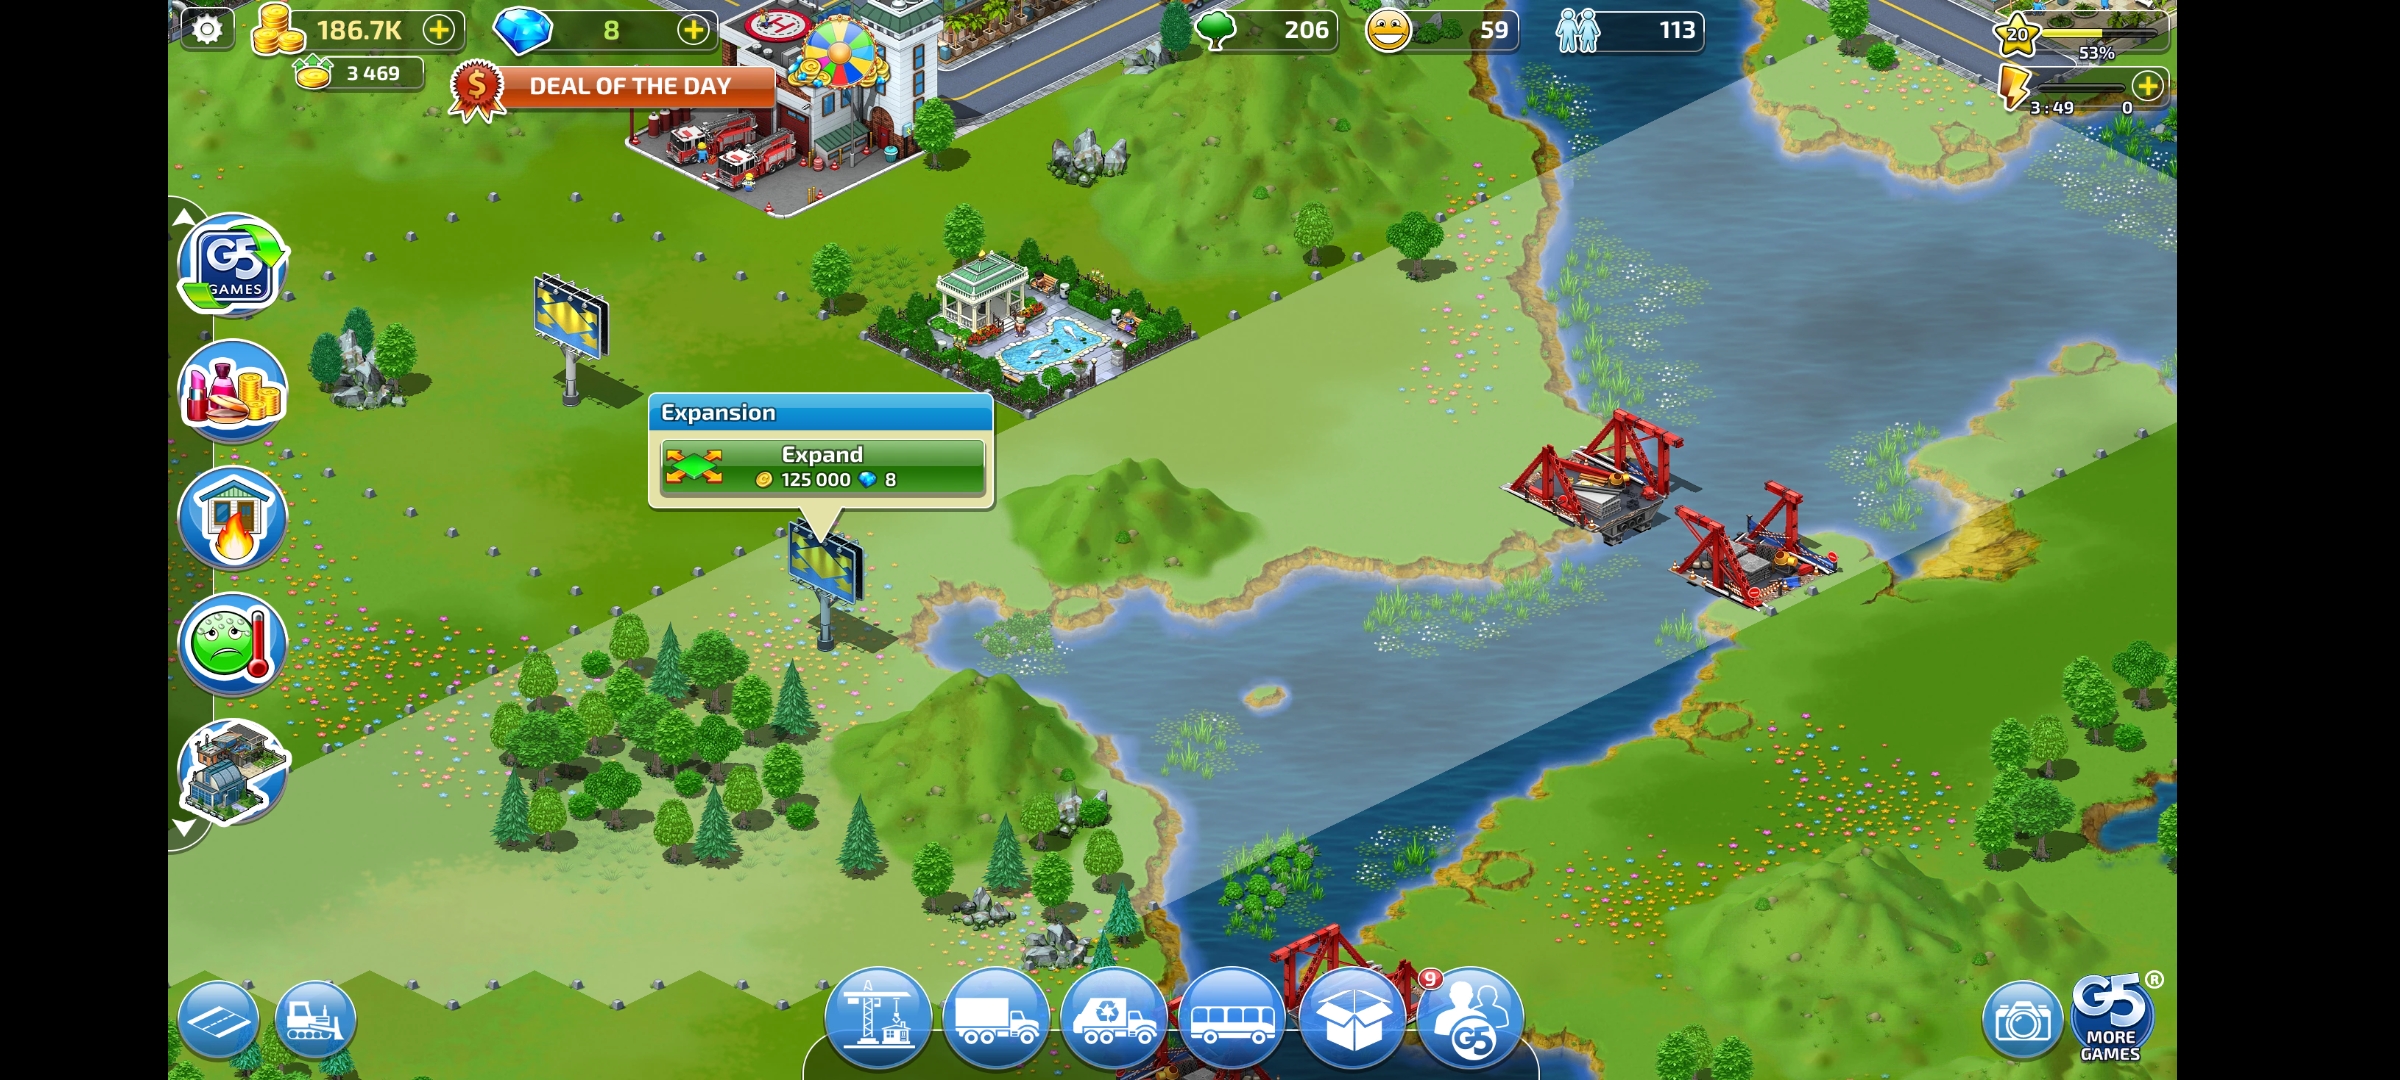 186.7K
8
206
59
113
20
53%
3 469
DEAL OF THE DAY
3:49
0
H
G5
GAMES
Expansion
Expand
125 000 8
9
G5
G5®
MORE
GAMES